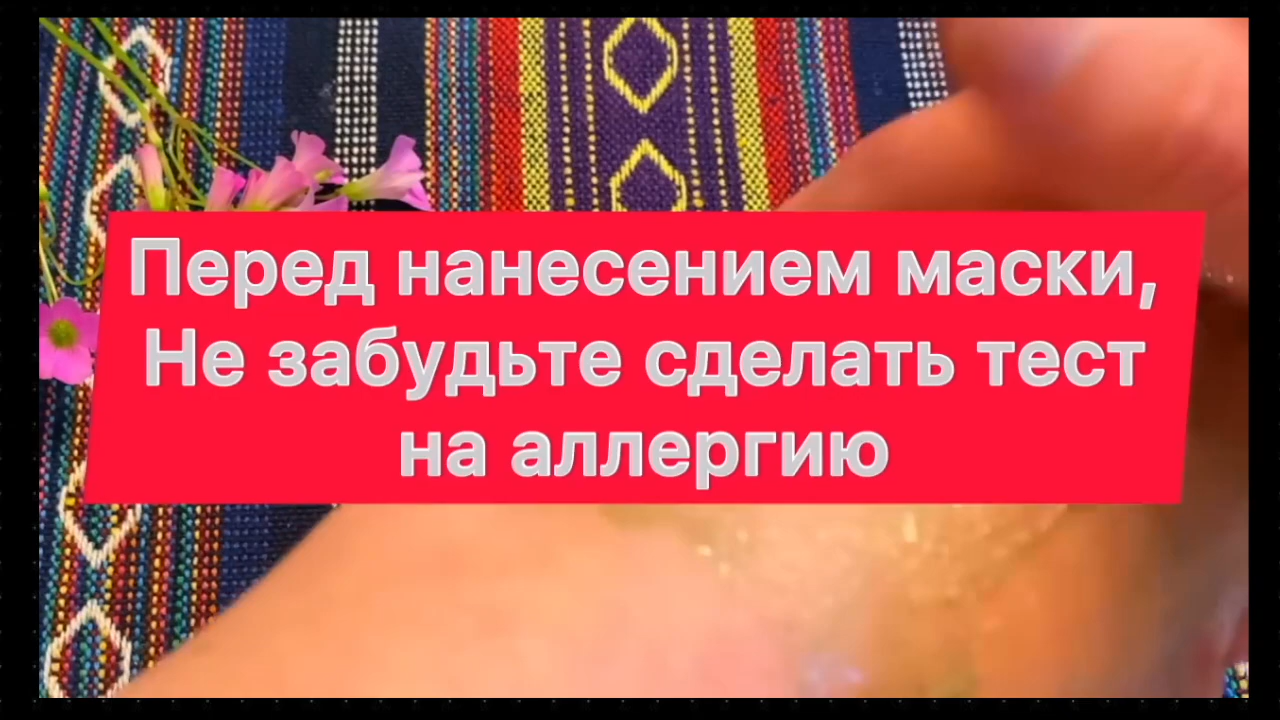 Перед нанесением маски,
Не забудьте сделать тест
на аллергию